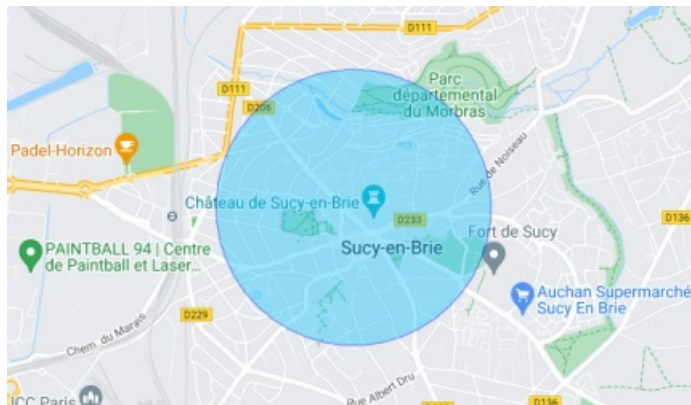 D111
Parc
départemental
du Morbras
D111
D206
Padel-Horizon
Rue de Noiseau
Château de Sucy-en-Brie
D233
D136
PAINTBALL 94 | Centre
de Paintball et Laser...
Sucy-en-Brie
Fort de Sucy
Auchan Supermarché
Sucy En Brie
D229
Chem. du Marais
Rue Albert Dru
JCC Paris
D136
D136